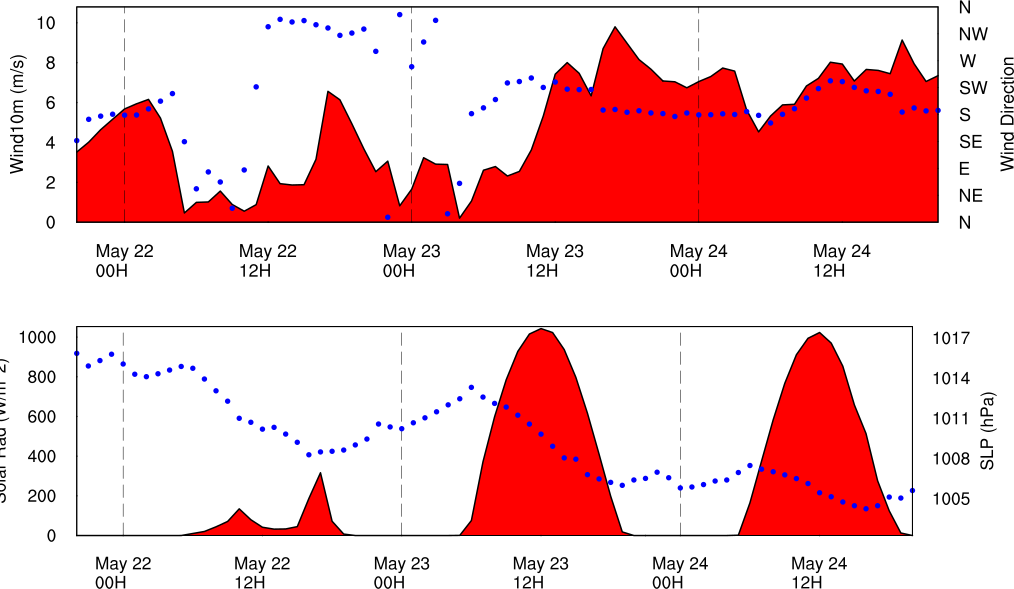 10
8
6
4
2
0
Wind10m (m/s)
N
NW
W
SW
S
SE
E
NE
N
Wind Direction
May 22
00H
May 22
12H
May 23
00H
May 23
12H
May 24
00H
May 24
12H
1000
800
600
400
200
0
Solar Rad (W/m^2)
1017
1014
1011
1008
1005
SLP (hPa)
May 22
00H
May 22
12H
May 23
00H
May 23
12H
May 24
00H
May 24
12H